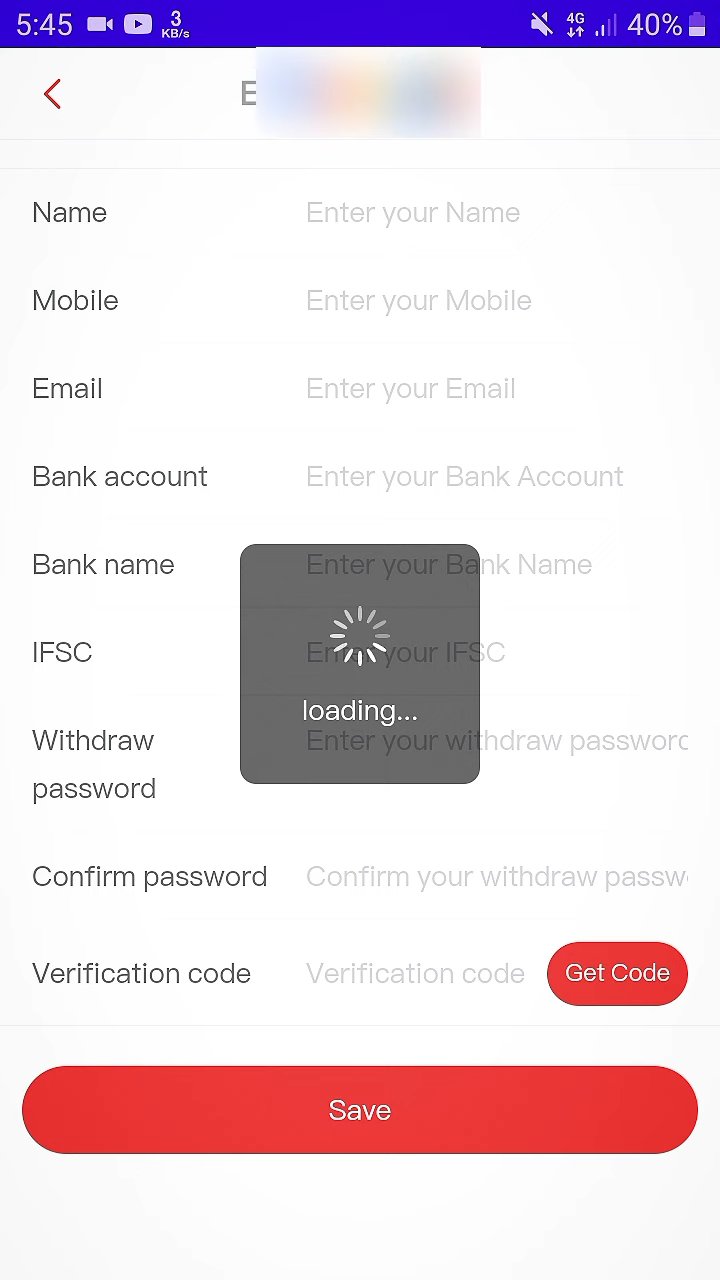 5:45 3 KB/s 4G 40%
E
Name Enter your Name
Mobile Enter your Mobile
Email Enter your Email
Bank account Enter your Bank Account
Bank name Enter your Bank Name
IFSC Enter your IFSC
loading...
Withdraw Enter your withdraw password
password
Confirm password Confirm your withdraw passw
Verification code Verification code Get Code
Save